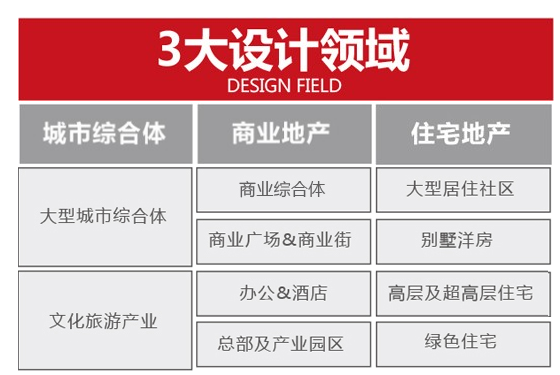 3大设计领域
DESIGN FIELD
城市综合体
商业地产
住宅地产
大型城市综合体
商业综合体
大型居住社区
商业广场&商业街
别墅洋房
文化旅游产业
办公&酒店
高层及超高层住宅
总部及产业园区
绿色住宅